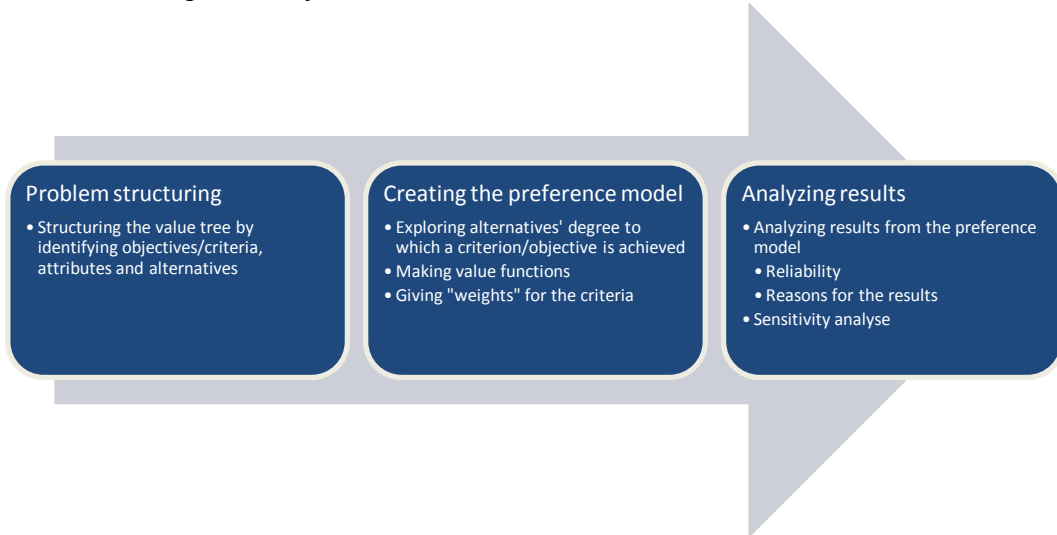 Problem structuring
• Structuring the value tree by
identifying objectives/criteria,
attributes and alternatives
Creating the preference model
• Exploring alternatives' degree to
which a criterion/objective is achieved
• Making value functions
• Giving "weights" for the criteria
Analyzing results
• Analyzing results from the preference
model
• Reliability
• Reasons for the results
• Sensitivity analyse